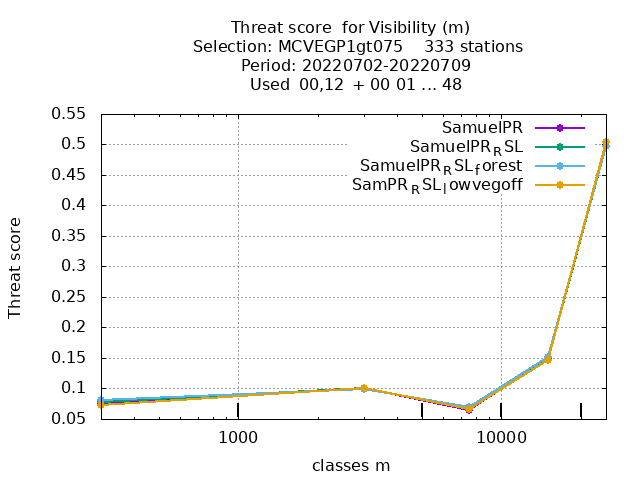 Threat score for Visibility (m)
Selection: MCVEGP1gt075 333 stations
Period: 20220702-20220709
Used 00,12 + 00 01 ... 48
0.55
0.5
0.45
0.4
0.35
0.3
0.25
0.2
0.15
0.1
0.05
Threat score
SamuelPR
SamuelPR_RSL
SamuelPR_RSL_forest
SamPR_RSL_lowvegoff
1000
10000
classes m